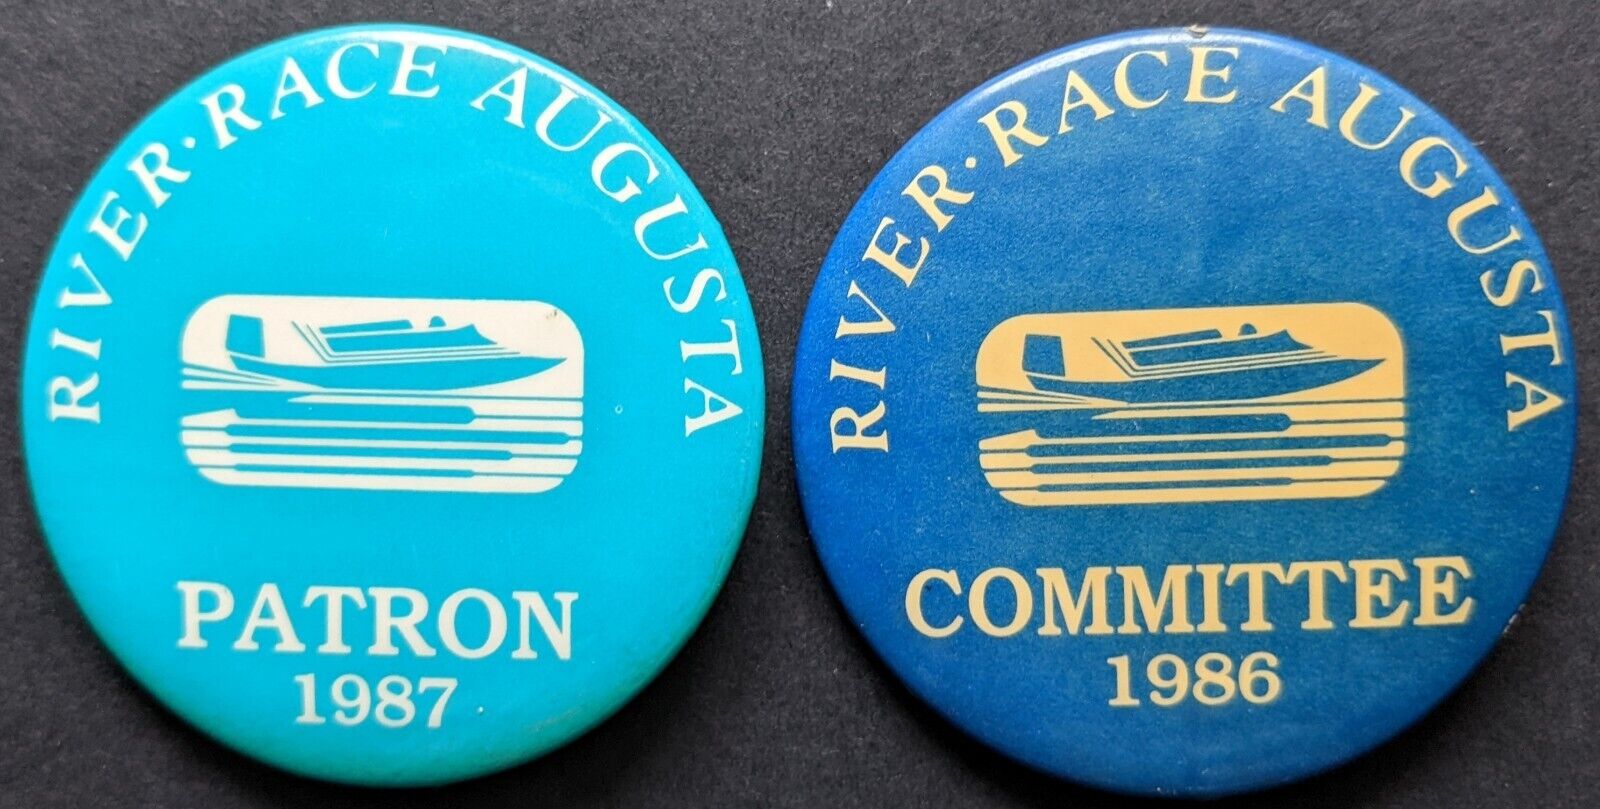 RIVER·RACE AUGUSTA
PATRON
1987
RIVER·RACE AUGUSTA
COMMITTEE
1986